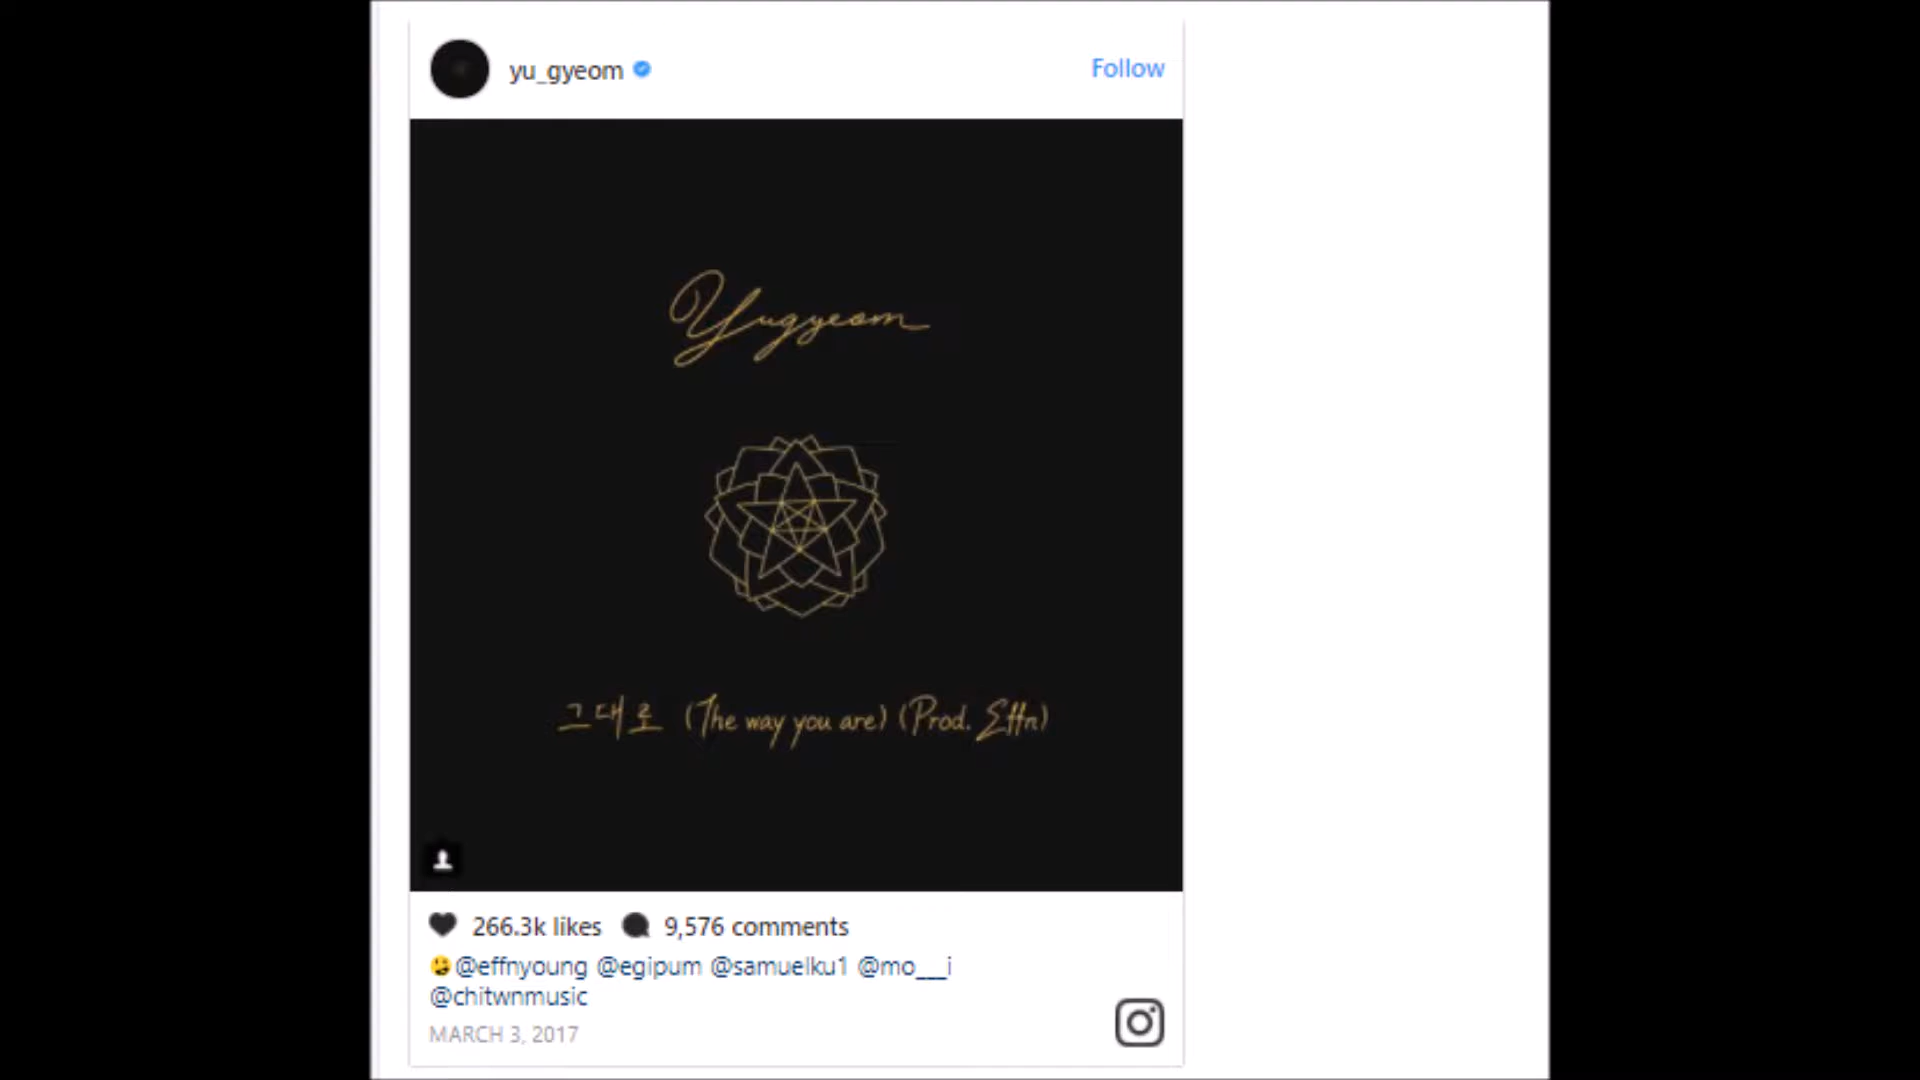 yu_gyeom
Follow
Yugyeom
그대로 (The way you are) (Prod. Effn)
266.3k likes 9,576 comments
@effnyoung @egipum @samuelku1 @mo___i
@chitwnmusic
MARCH 3, 2017